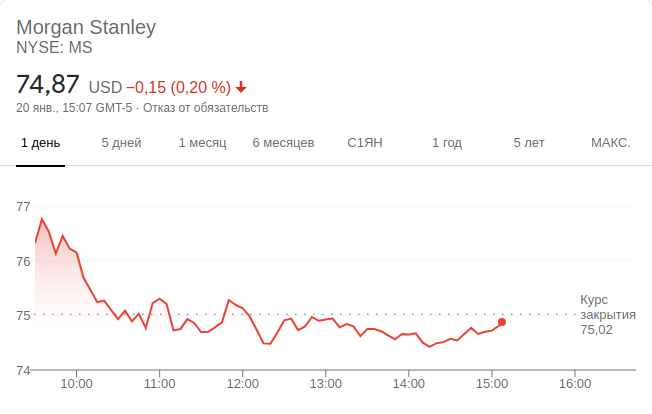 Morgan Stanley
NYSE: MS
74,87 USD −0,15 (0,20 %)
20 янв., 15:07 GMT-5 · Отказ от обязательств
1 день 5 дней 1 месяц 6 месяцев С1ЯН 1 год 5 лет МАКС.
77
76
75
74
Курс
закрытия
75,02
10:00 11:00 12:00 13:00 14:00 15:00 16:00